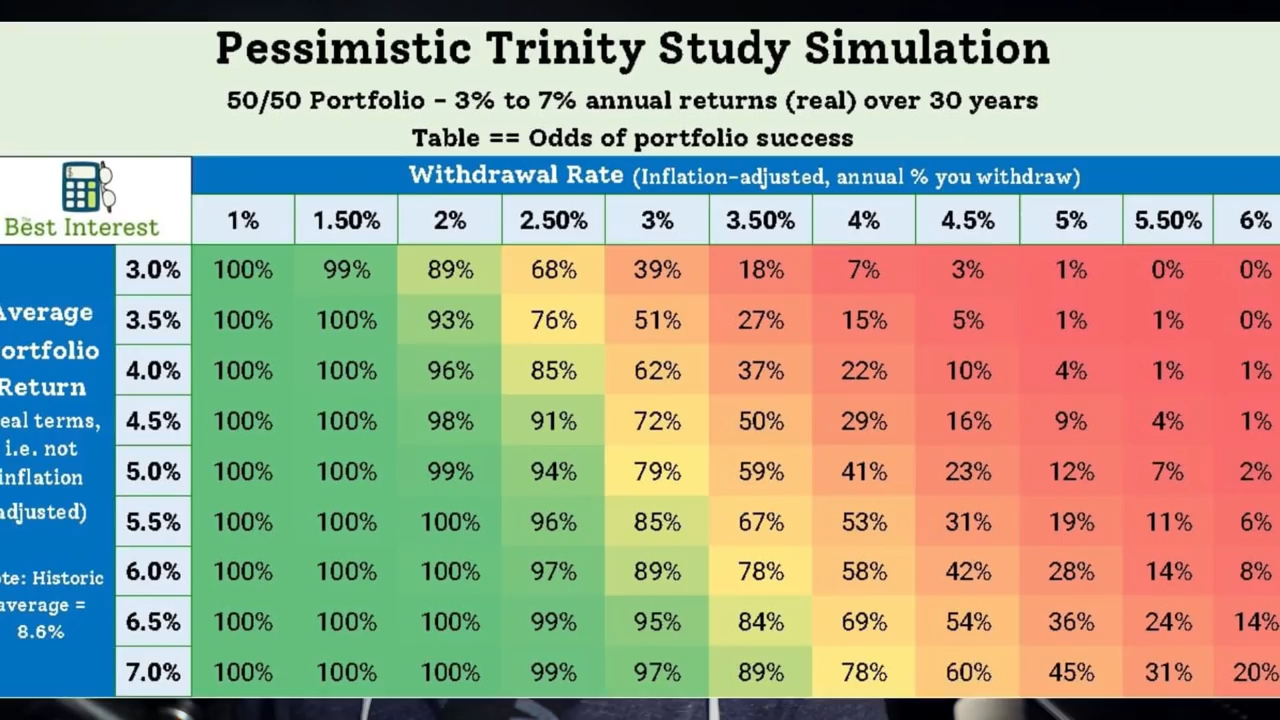 Pessimistic Trinity Study Simulation
50/50 Portfolio - 3% to 7% annual returns (real) over 30 years
Table == Odds of portfolio success
The Best Interest
Withdrawal Rate (Inflation-adjusted, annual % you withdraw)
1% 1.50% 2% 2.50% 3% 3.50% 4% 4.5% 5% 5.50% 6%
Average
Portfolio
Return
eal terms,
i.e. not
inflation
adjusted)
te: Historic
average =
8.6%
3.0% 100% 99% 89% 68% 39% 18% 7% 3% 1% 0% 0%
3.5% 100% 100% 93% 76% 51% 27% 15% 5% 1% 1% 0%
4.0% 100% 100% 96% 85% 62% 37% 22% 10% 4% 1% 1%
4.5% 100% 100% 98% 91% 72% 50% 29% 16% 9% 4% 1%
5.0% 100% 100% 99% 94% 79% 59% 41% 23% 12% 7% 2%
5.5% 100% 100% 100% 96% 85% 67% 53% 31% 19% 11% 6%
6.0% 100% 100% 100% 97% 89% 78% 58% 42% 28% 14% 8%
6.5% 100% 100% 100% 99% 95% 84% 69% 54% 36% 24% 14%
7.0% 100% 100% 100% 99% 97% 89% 78% 60% 45% 31% 20%